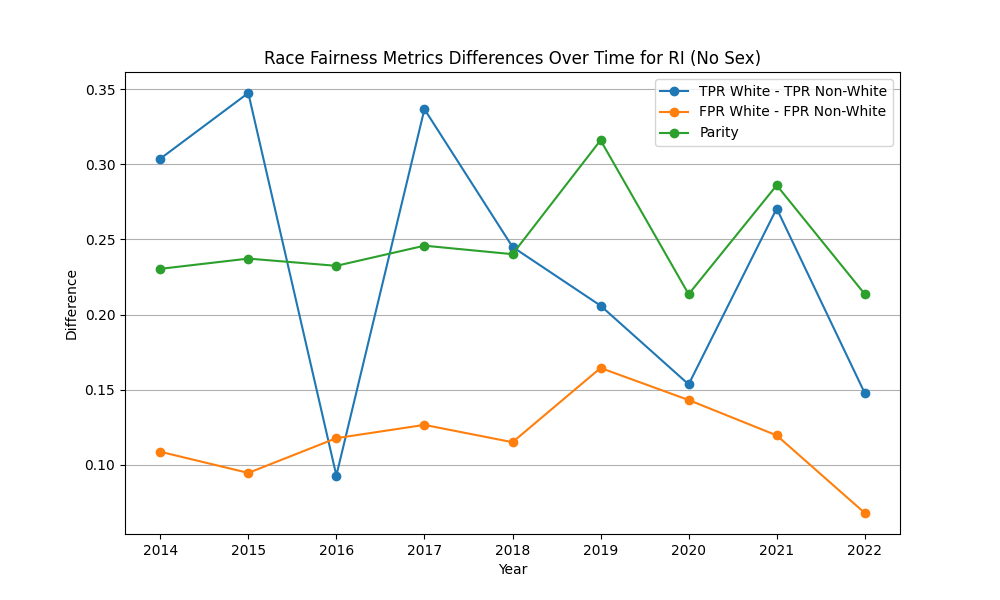 Race Fairness Metrics Differences Over Time for RI (No Sex)
TPR White - TPR Non-White
FPR White - FPR Non-White
Parity
0.35
0.30
0.25
0.20
0.15
0.10
Difference
2014 2015 2016 2017 2018 2019 2020 2021 2022
Year